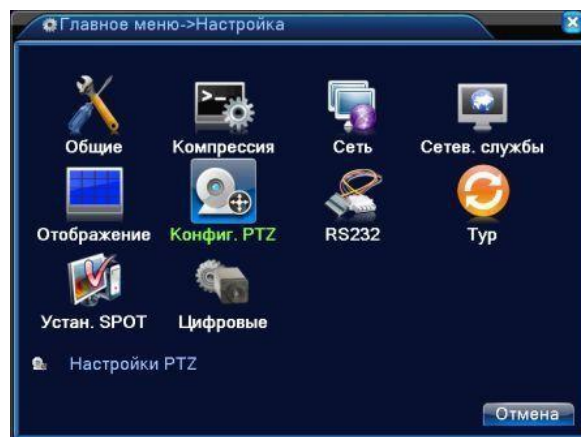 Главное меню->Настройка
Общие Компрессия Сеть Сетев. службы
Отображение Конфиг. PTZ RS232 Тур
Устан. SPOT Цифровые
Настройки PTZ
Отмена